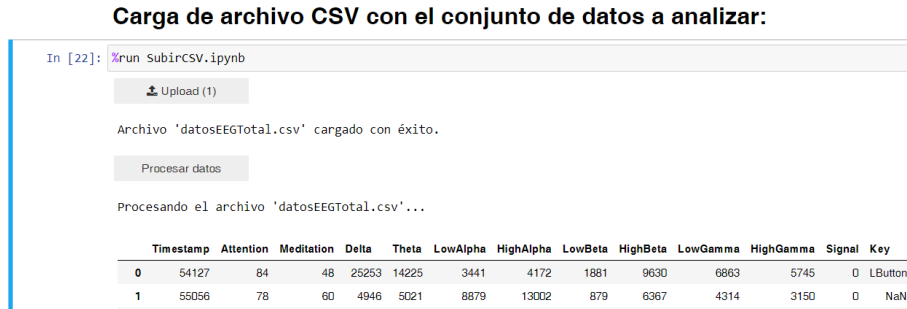 Carga de archivo CSV con el conjunto de datos a analizar:
In [22]: %run SubirCSV.ipynb
Upload (1)
Archivo 'datosEEGTotal.csv' cargado con éxito.
Procesar datos
Procesando el archivo 'datosEEGTotal.csv'...
Timestamp Attention Meditation Delta Theta LowAlpha HighAlpha LowBeta HighBeta LowGamma HighGamma Signal Key
0 54127 84 48 25253 14225 3441 4172 1881 9630 6863 5745 0 LButton
1 55056 78 60 4946 5021 8879 13002 879 6367 4314 3150 0 NaN